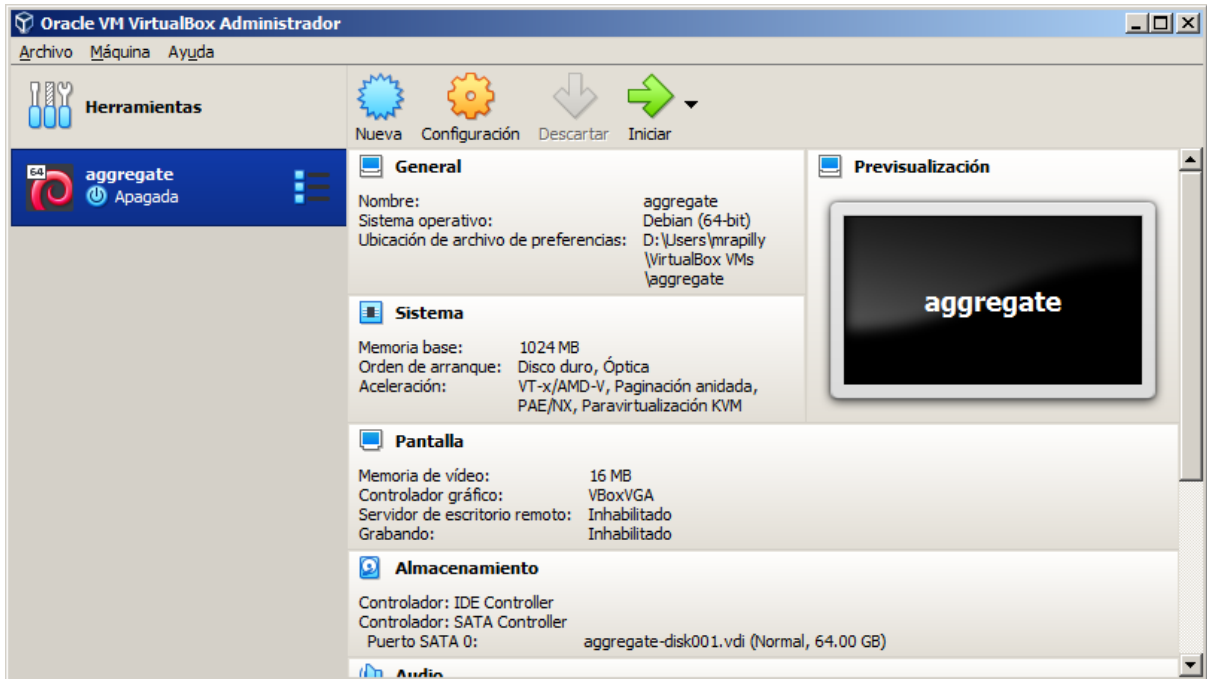 Oracle VM VirtualBox Administrador
Archivo Máquina Ayuda
Herramientas
Nueva Configuración Descartar Iniciar
64
aggregate
Apagada
General
Nombre: aggregate
Sistema operativo: Debian (64-bit)
Ubicación de archivo de preferencias: D:\Users\mrapilly
\VirtualBox VMs
\aggregate
Previsualización
aggregate
Sistema
Memoria base: 1024 MB
Orden de arranque: Disco duro, Óptica
Aceleración: VT-x/AMD-V, Paginación anidada,
PAE/NX, Paravirtualización KVM
Pantalla
Memoria de vídeo: 16 MB
Controlador gráfico: VBoxVGA
Servidor de escritorio remoto: Inhabilitado
Grabando: Inhabilitado
Almacenamiento
Controlador: IDE Controller
Controlador: SATA Controller
Puerto SATA 0: aggregate-disk001.vdi (Normal, 64.00 GB)
Audio